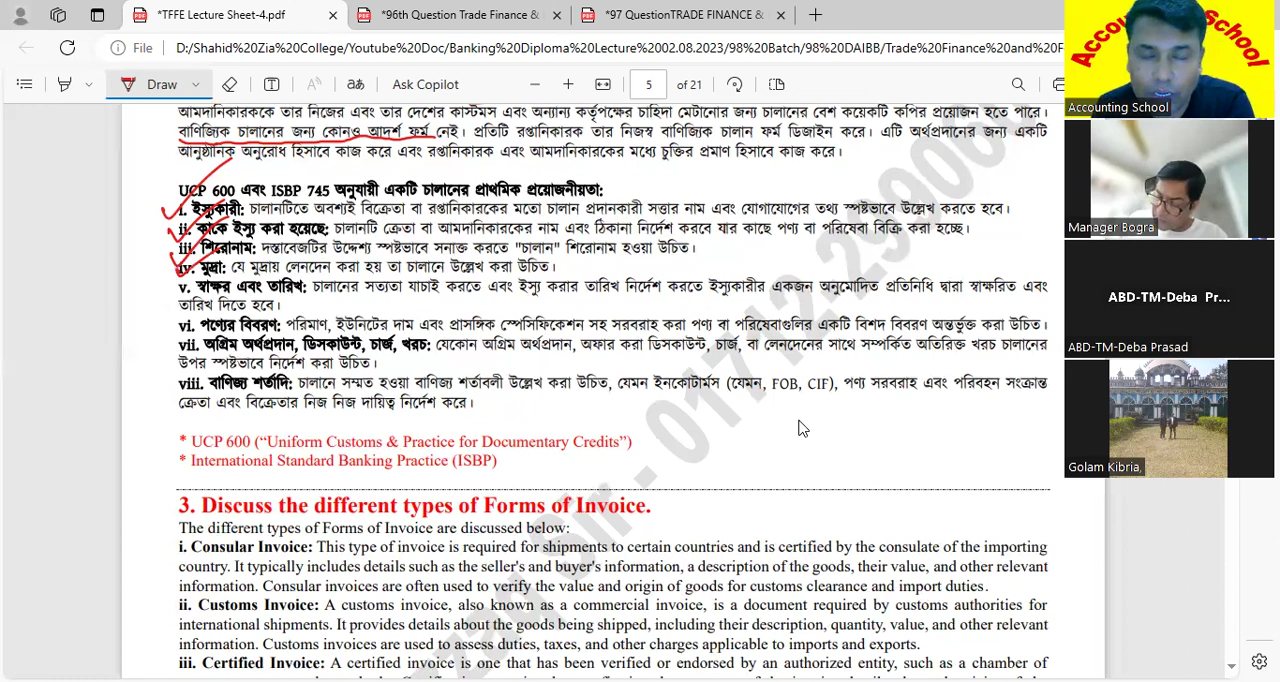 *TFFE Lecture Sheet-4.pdf
*96th Question Trade Finance &
*97 QuestionTRADE FINANCE &
File
D:/Shahid%20Zia%20College/Youtube%20Doc/Banking%20Diploma%20Lecture%2002.08.2023/98%20Batch/98%20DAIBB/Trade%20Finance%20and%20F
Draw
Ask Copilot
5
of 21
আমদানিকারককে তার নিজের এবং তার দেশের কাস্টমস এবং অন্যান্য কর্তৃপক্ষের চাহিদা মেটানোর জন্য চালানের বেশ কয়েকটি কপির প্রয়োজন হতে পারে।
বাণিজ্যিক চালানের জন্য কোনও আদর্শ ফর্ম নেই। প্রতিটি রপ্তানিকারক তার নিজস্ব বাণিজ্যিক চালান ফর্ম ডিজাইন করে। এটি অর্থপ্রদানের জন্য একটি
আনুষ্ঠানিক অনুরোধ হিসাবে কাজ করে এবং রপ্তানিকারক এবং আমদানিকারকের মধ্যে চুক্তির প্রমাণ হিসাবে কাজ করে।
UCP 600 এবং ISBP 745 অনুযায়ী একটি চালানের প্রাথমিক প্রয়োজনীয়তা:
i. ইস্যুকারী: চালানটিতে অবশ্যই বিক্রেতা বা রপ্তানিকারকের মতো চালান প্রদানকারী সত্তার নাম এবং যোগাযোগের তথ্য স্পষ্টভাবে উল্লেখ করতে হবে।
ii. কাকে ইস্যু করা হয়েছে: চালানটি ক্রেতা বা আমদানিকারকের নাম এবং ঠিকানা নির্দেশ করবে যার কাছে পণ্য বা পরিষেবা বিক্রি করা হচ্ছে।
iii. শিরোনাম: দস্তাবেজটির উদ্দেশ্য স্পষ্টভাবে সনাক্ত করতে "চালান" শিরোনাম হওয়া উচিত।
iv. মুদ্রা: যে মুদ্রায় লেনদেন করা হয় তা চালানে উল্লেখ করা উচিত।
v. স্বাক্ষর এবং তারিখ: চালানের সত্যতা যাচাই করতে এবং ইস্যু করার তারিখ নির্দেশ করতে ইস্যুকারীর একজন অনুমোদিত প্রতিনিধি দ্বারা স্বাক্ষরিত এবং
তারিখ দিতে হবে।
vi. পণ্যের বিবরণ: পরিমাণ, ইউনিটের দাম এবং প্রাসঙ্গিক স্পেসিফিকেশন সহ সরবরাহ করা পণ্য বা পরিষেবাগুলির একটি বিশদ বিবরণ অন্তর্ভুক্ত করা উচিত।
vii. অগ্রিম অর্থপ্রদান, ডিসকাউন্ট, চার্জ, খরচ: যেকোন অগ্রিম অর্থপ্রদান, অফার করা ডিসকাউন্ট, চার্জ, বা লেনদেনের সাথে সম্পর্কিত অতিরিক্ত খরচ চালানের
উপর স্পষ্টভাবে নির্দেশ করা উচিত।
viii. বাণিজ্য শর্তাদি: চালানে সম্মত হওয়া বাণিজ্য শর্তাবলী উল্লেখ করা উচিত, যেমন ইনকোটার্মস (যেমন, FOB, CIF), পণ্য সরবরাহ এবং পরিবহন সংক্রান্ত
ক্রেতা এবং বিক্রেতার নিজ নিজ দায়িত্ব নির্দেশ করে।
* UCP 600 (“Uniform Customs & Practice for Documentary Credits”)
* International Standard Banking Practice (ISBP)
3. Discuss the different types of Forms of Invoice.
The different types of Forms of Invoice are discussed below:
i. Consular Invoice: This type of invoice is required for shipments to certain countries and is certified by the consulate of the importing
country. It typically includes details such as the seller's and buyer's information, a description of the goods, their value, and other relevant
information. Consular invoices are often used to verify the value and origin of goods for customs clearance and import duties.
ii. Customs Invoice: A customs invoice, also known as a commercial invoice, is a document required by customs authorities for
international shipments. It provides details about the goods being shipped, including their description, quantity, value, and other relevant
information. Customs invoices are used to assess duties, taxes, and other charges applicable to imports and exports.
iii. Certified Invoice: A certified invoice is one that has been verified or endorsed by an authorized entity, such as a chamber of
Sir - 01712-2990
Accounting School
Manager Bogra
ABD-TM-Deba Pr...
ABD-TM-Deba Prasad
Golam Kibria,